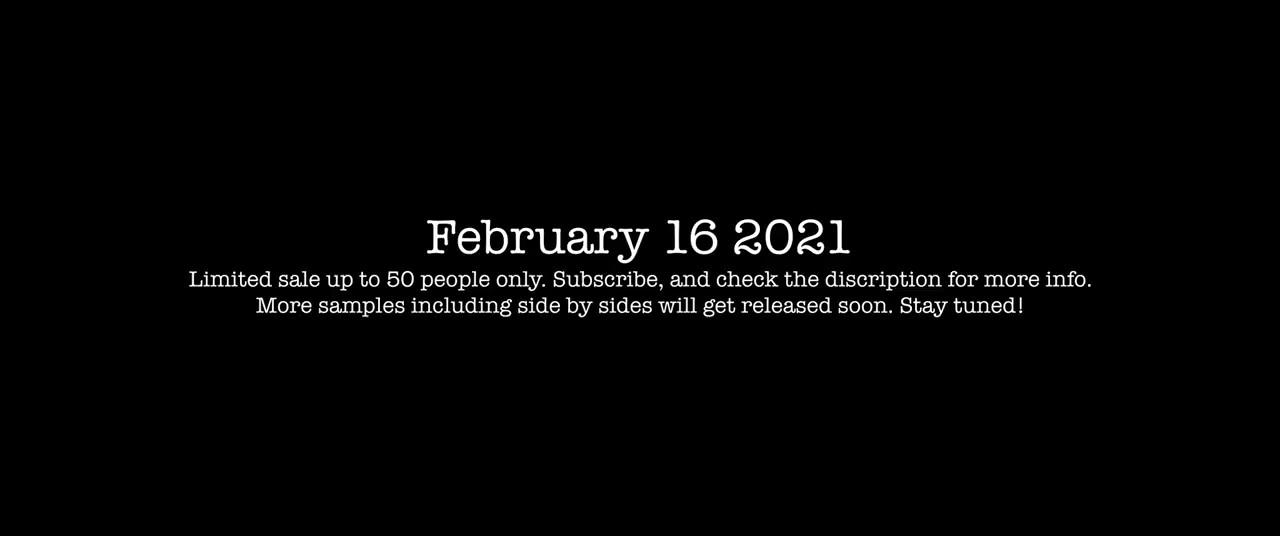 February 16 2021
Limited sale up to 50 people only. Subscribe, and check the discription for more info.
More samples including side by sides will get released soon. Stay tuned!